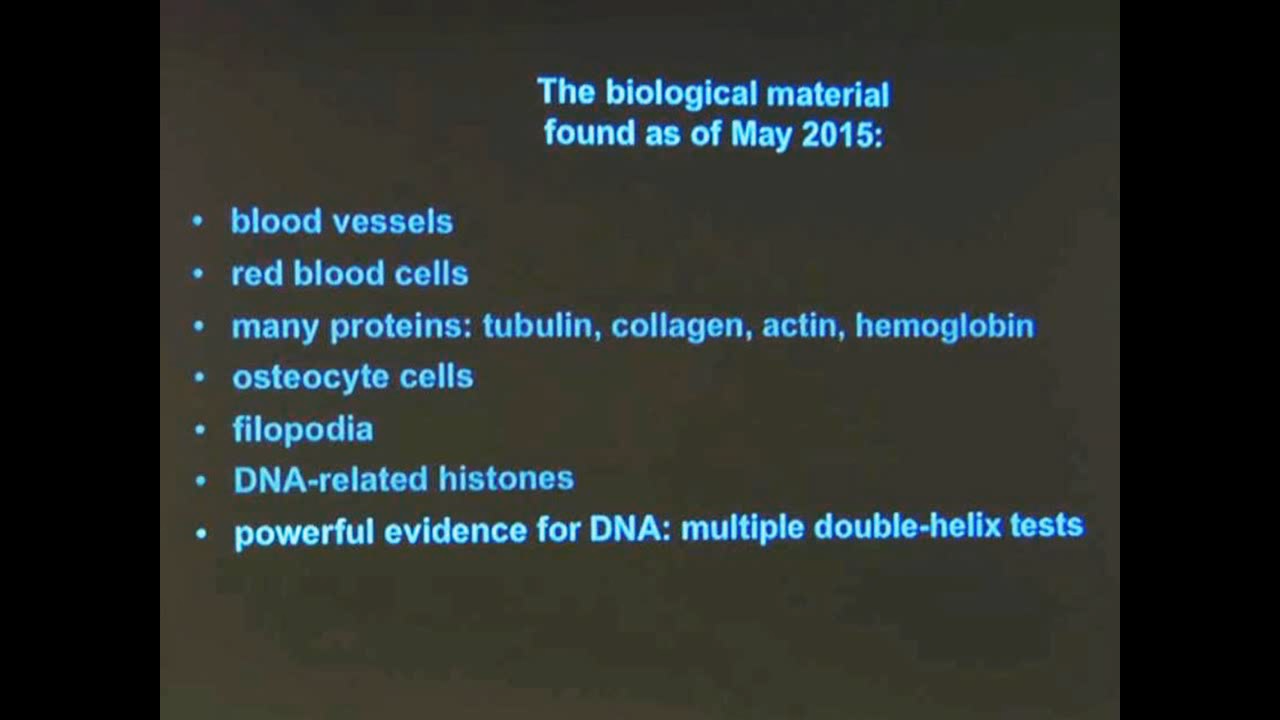 The biological material
found as of May 2015:
• blood vessels
• red blood cells
• many proteins: tubulin, collagen, actin, hemoglobin
• osteocyte cells
• filopodia
• DNA-related histones
• powerful evidence for DNA: multiple double-helix tests